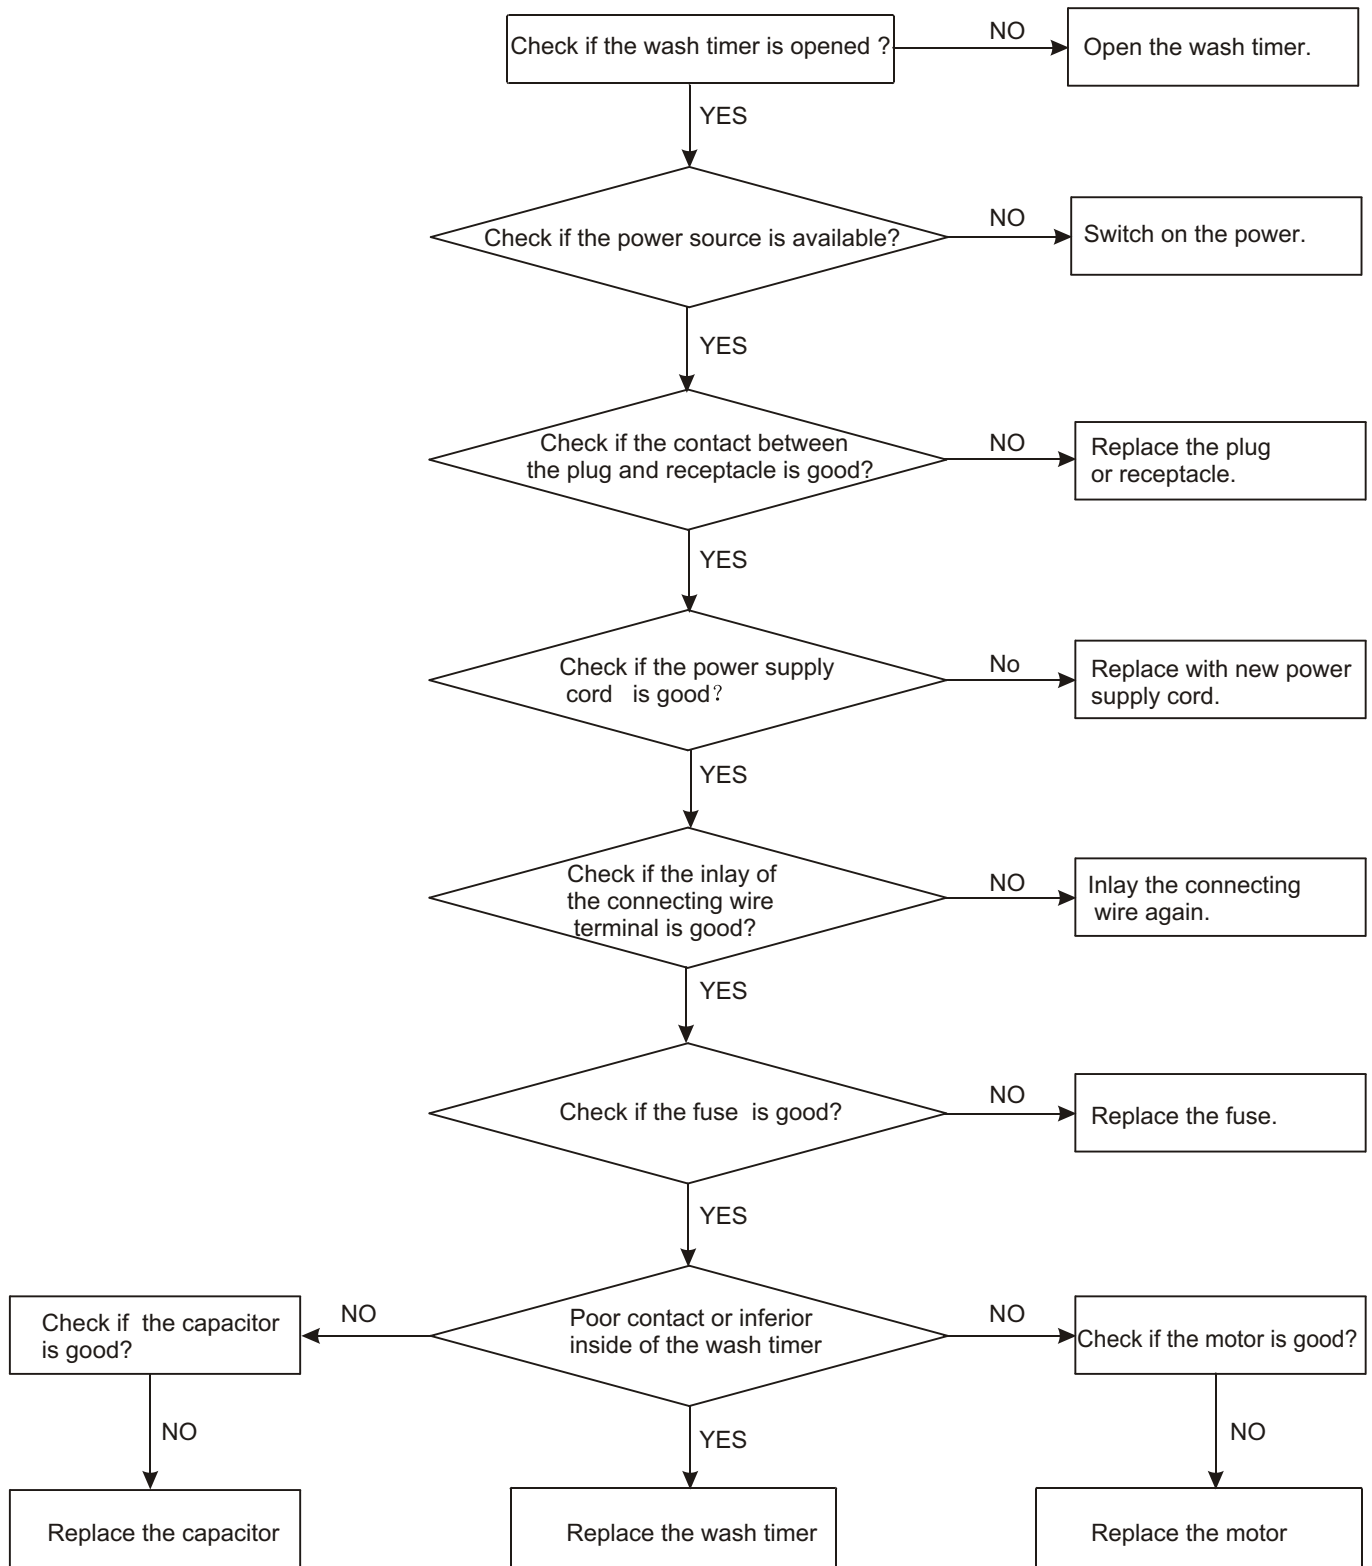 Check if the wash timer is opened ?
NO
Open the wash timer.
YES
Check if the power source is available?
NO
Switch on the power.
YES
Check if the contact between
the plug and receptacle is good?
NO
Replace the plug
or receptacle.
YES
Check if the power supply
cord is good?
No
Replace with new power
supply cord.
YES
Check if the inlay of
the connecting wire
terminal is good?
NO
Inlay the connecting
wire again.
YES
Check if the fuse is good?
NO
Replace the fuse.
YES
Check if the capacitor
is good?
NO
Poor contact or inferior
inside of the wash timer
NO
Check if the motor is good?
NO
YES
NO
Replace the capacitor
Replace the wash timer
Replace the motor